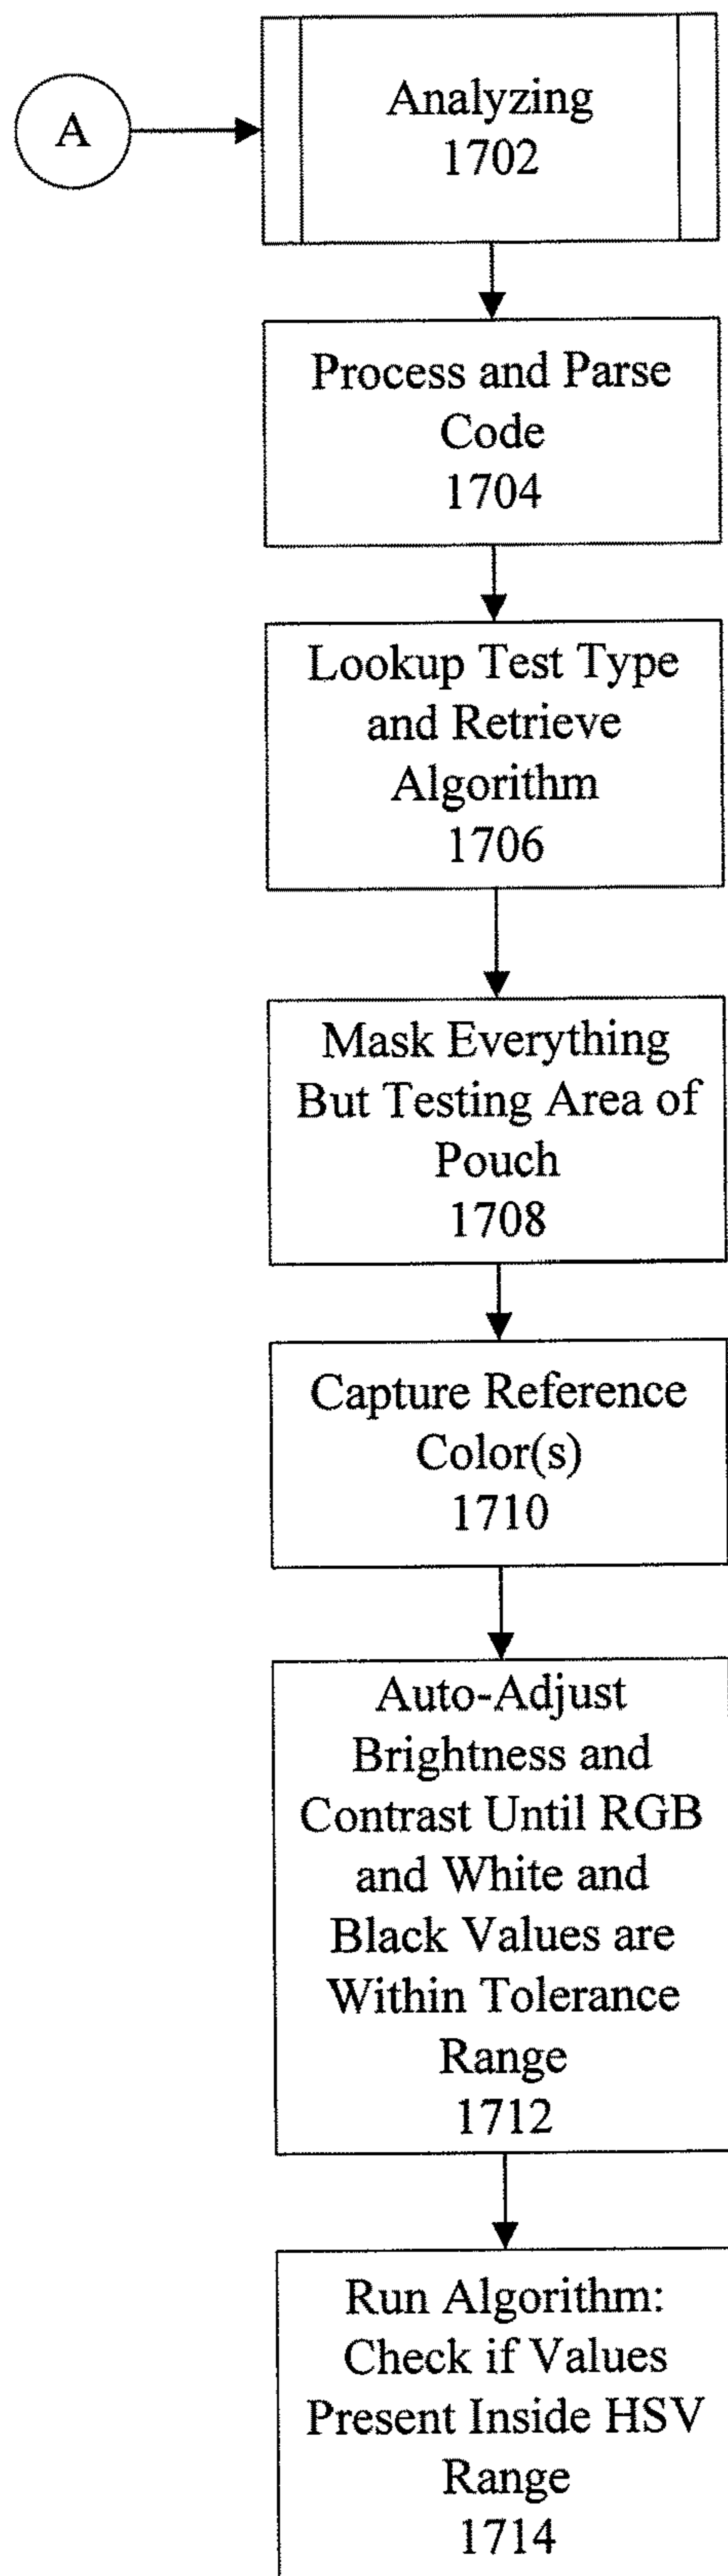 A
Analyzing
1702
Process and Parse
Code
1704
Lookup Test Type
and Retrieve
Algorithm
1706
Mask Everything
But Testing Area of
Pouch
1708
Capture Reference
Color(s)
1710
Auto-Adjust
Brightness and
Contrast Until RGB
and White and
Black Values are
Within Tolerance
Range
1712
Run Algorithm:
Check if Values
Present Inside HSV
Range
1714